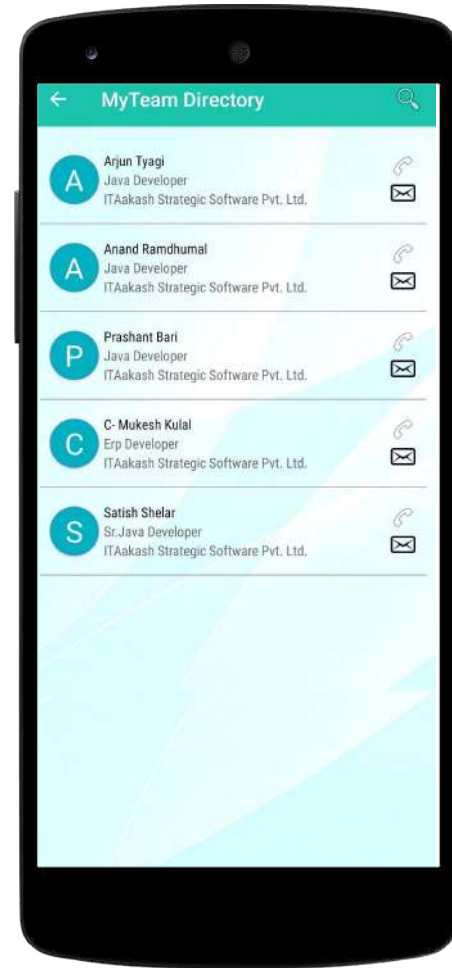 MyTeam Directory
A
Arjun Tyagi
Java Developer
ITAakash Strategic Software Pvt. Ltd.
A
Anand Ramdhumal
Java Developer
ITAakash Strategic Software Pvt. Ltd.
P
Prashant Bari
Java Developer
ITAakash Strategic Software Pvt. Ltd.
C
C- Mukesh Kulal
Erp Developer
ITAakash Strategic Software Pvt. Ltd.
S
Satish Shelar
Sr.Java Developer
ITAakash Strategic Software Pvt. Ltd.